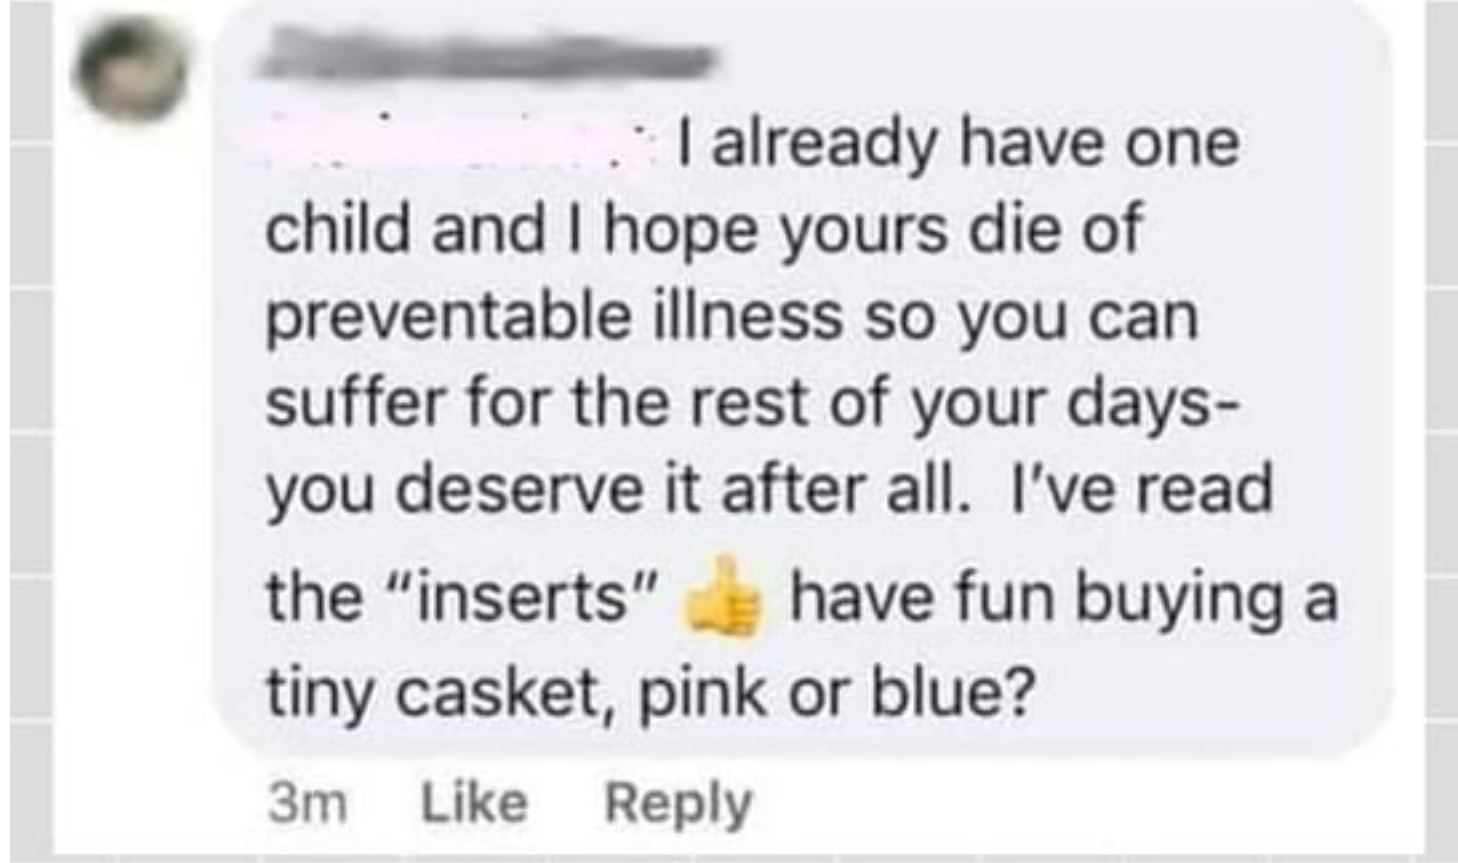 I already have one
child and I hope yours die of
preventable illness so you can
suffer for the rest of your days-
you deserve it after all.  I’ve read
the “inserts” 👍 have fun buying a
tiny casket, pink or blue?
3m Like Reply